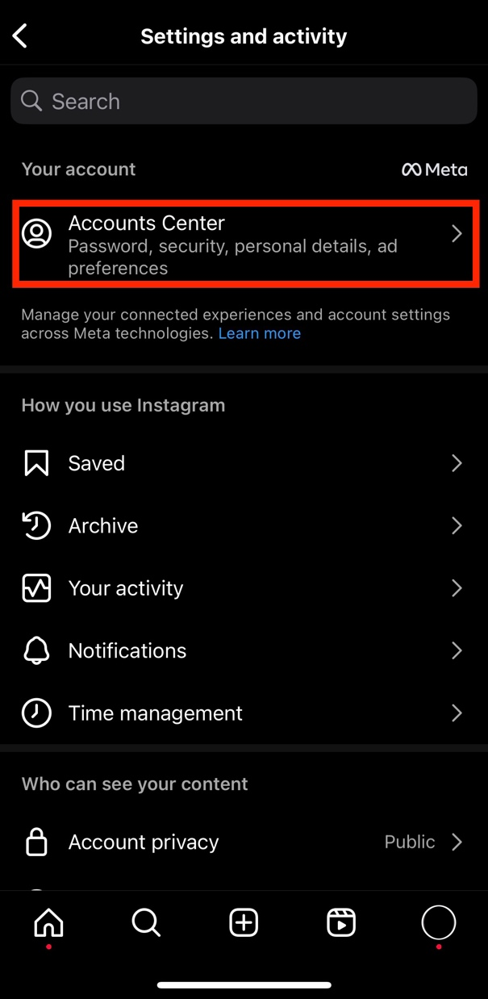 Settings and activity
Search
Your account
Meta
Accounts Center
Password, security, personal details, ad
preferences
Manage your connected experiences and account settings
across Meta technologies. Learn more
How you use Instagram
Saved
Archive
Your activity
Notifications
Time management
Who can see your content
Account privacy
Public